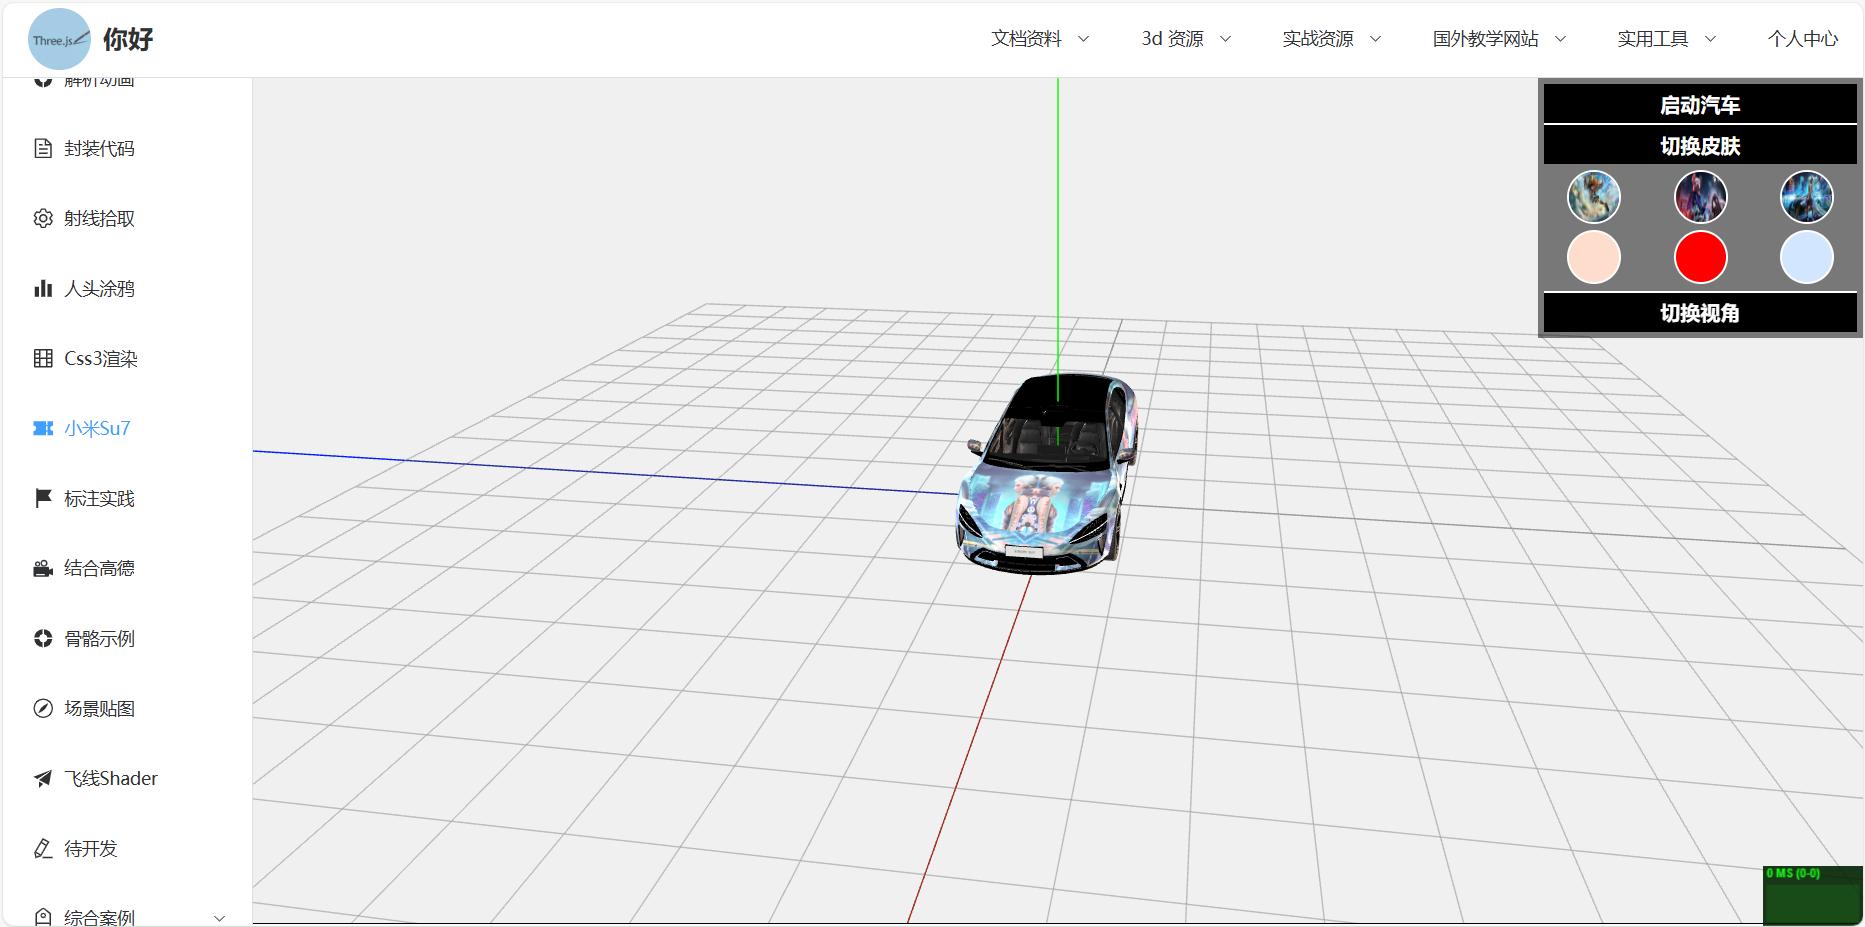 Three.js
你好
文档资料
3d 资源
实战资源
国外教学网站
实用工具
个人中心
解析动画
封装代码
射线拾取
人头涂鸦
Css3渲染
小米Su7
标注实践
结合高德
骨骼示例
场景贴图
飞线Shader
待开发
综合案例
启动汽车
切换皮肤
切换视角
0 MS (0-0)